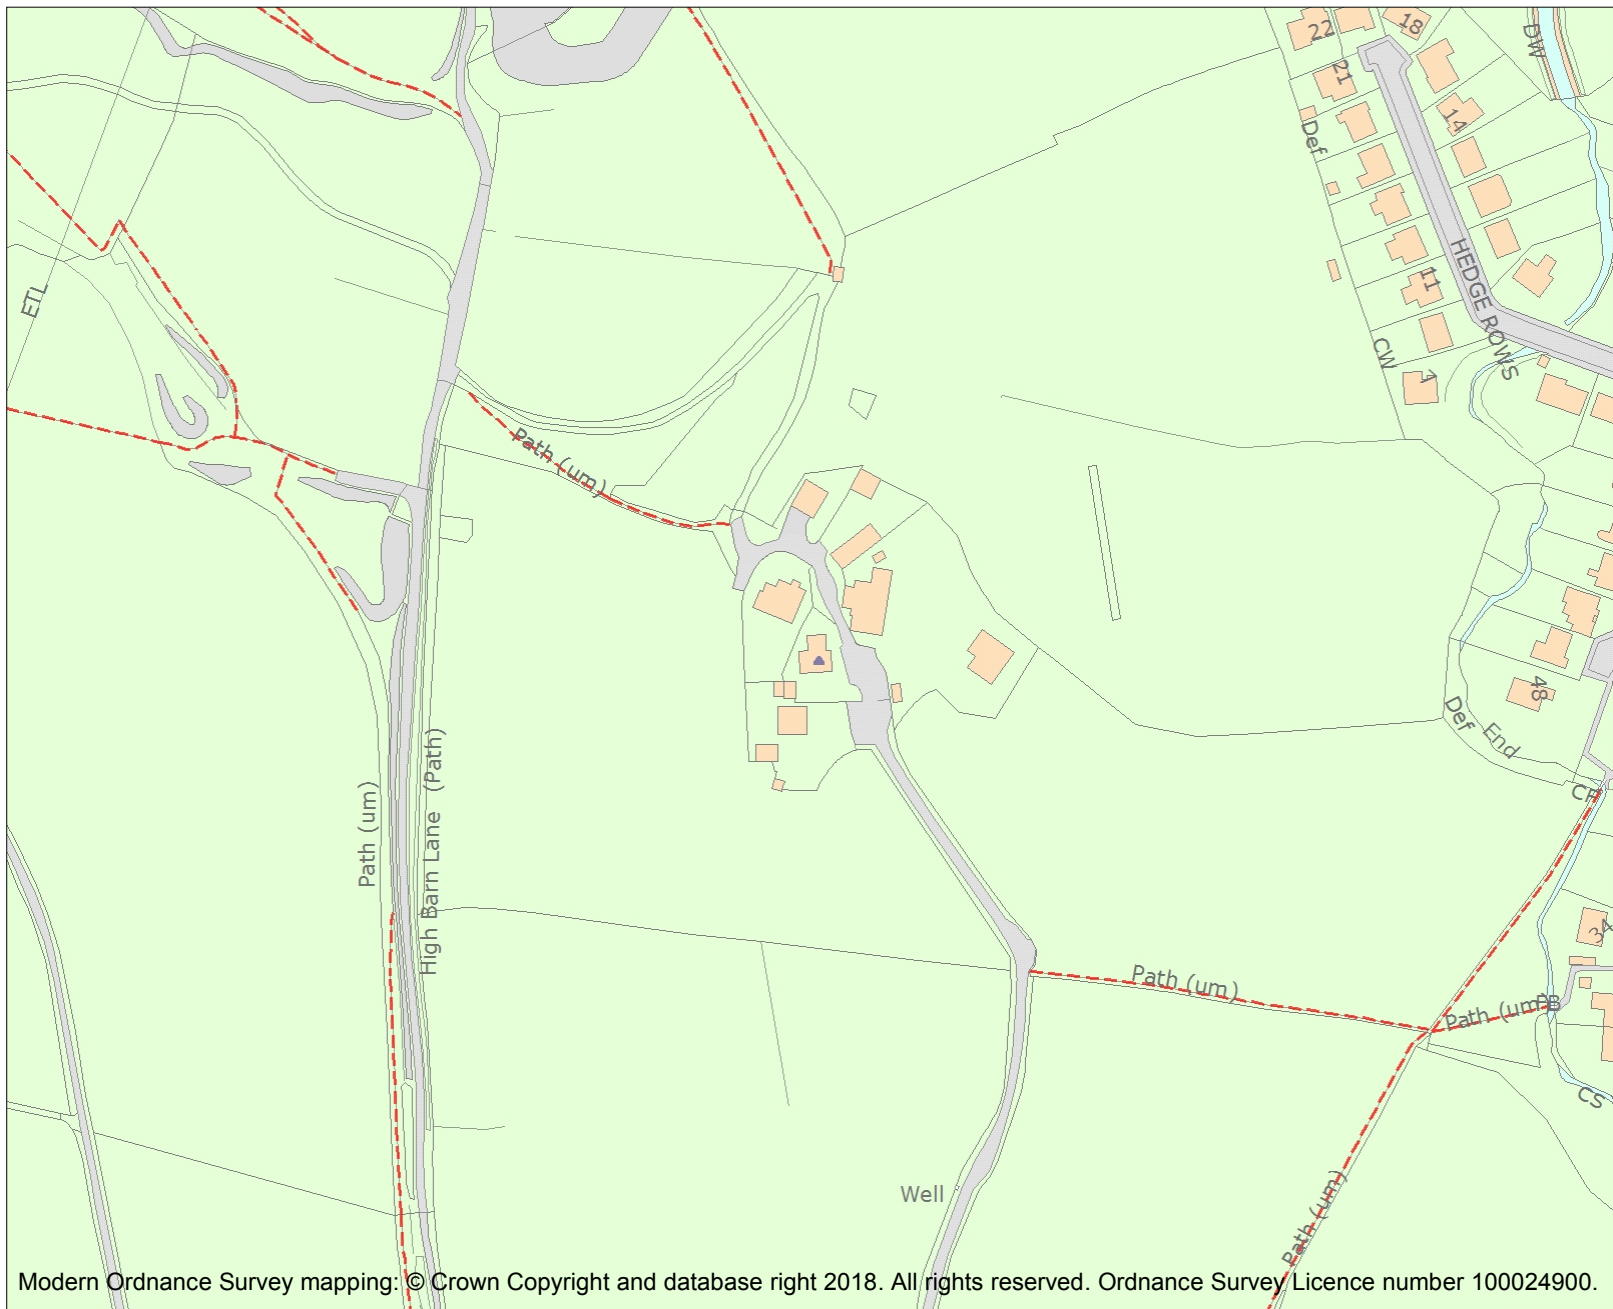 22
18
DW
21
14
Def
HEDGE ROWS
11
ETL
CW
1
Path (um)
48
Def
End
High Barn Lane (Path)
Path (um)
CF
34
Path (um)
Path (um)
FB
CS
Well
Path (um)
Modern Ordnance Survey mapping: © Crown Copyright and database right 2018. All rights reserved. Ordnance Survey Licence number 100024900.